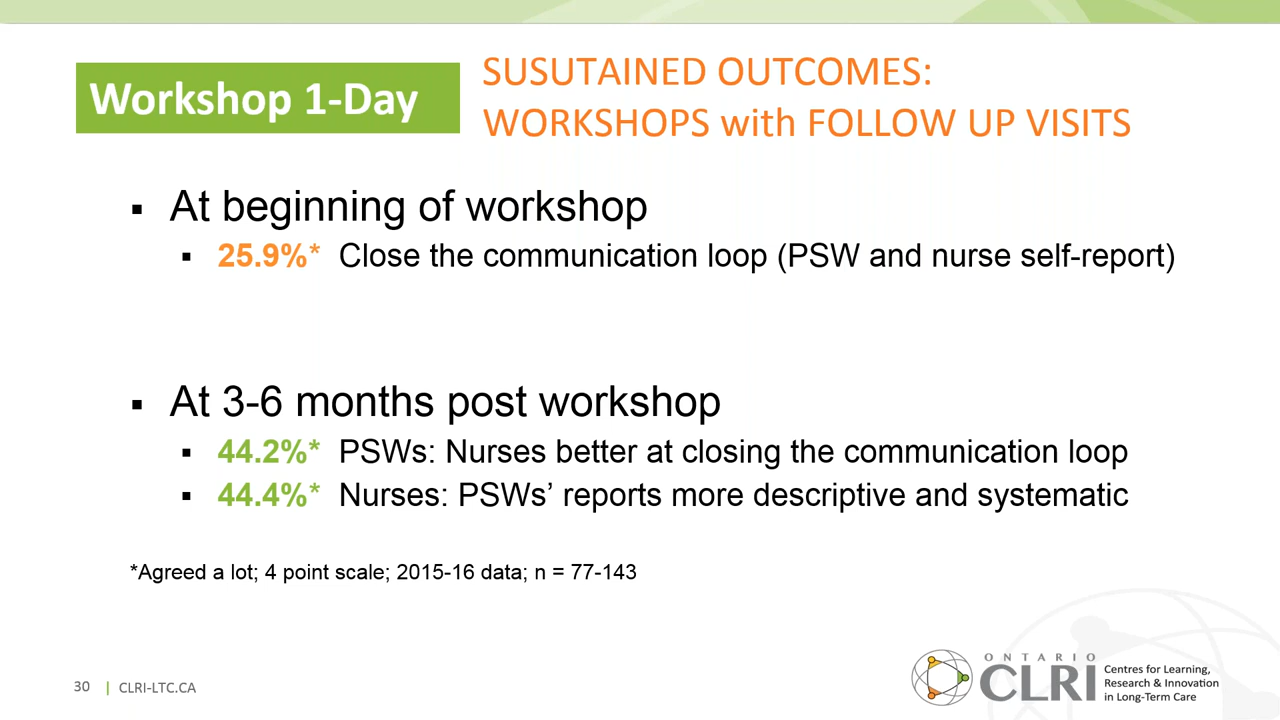 Workshop 1-Day
SUSUTAINED OUTCOMES:
WORKSHOPS with FOLLOW UP VISITS
▪ At beginning of workshop
▪ 25.9%* Close the communication loop (PSW and nurse self-report)
▪ At 3-6 months post workshop
▪ 44.2%* PSWs: Nurses better at closing the communication loop
▪ 44.4%* Nurses: PSWs’ reports more descriptive and systematic
*Agreed a lot; 4 point scale; 2015-16 data; n = 77-143
30 | CLRI-LTC.CA
ONTARIO
CLRI
Centres for Learning,
Research & Innovation
in Long-Term Care